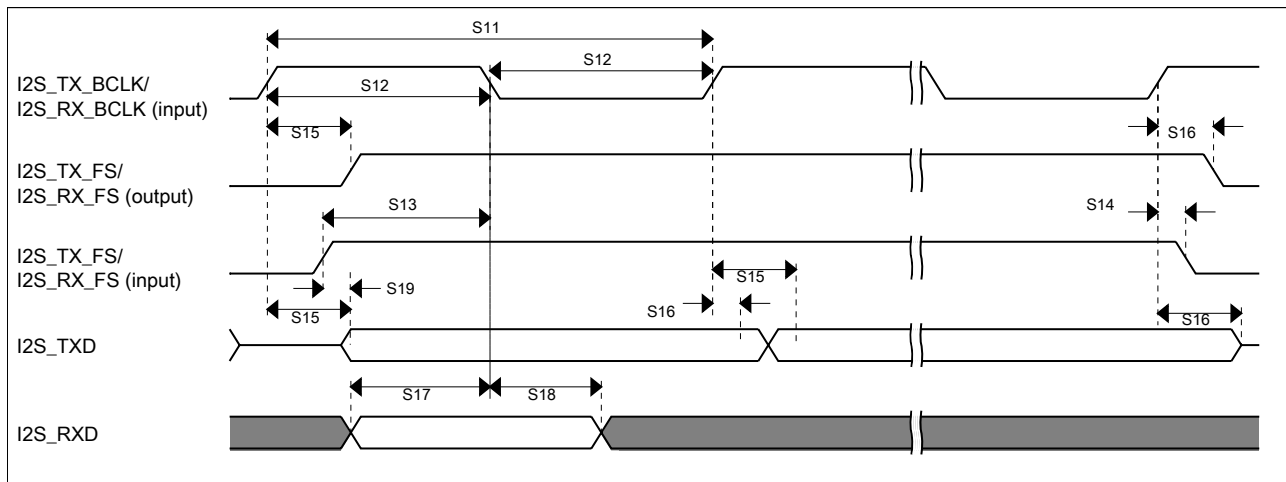 S11
S12
I2S_TX_BCLK/
I2S_RX_BCLK (input)
S12
S15
S16
I2S_TX_FS/
I2S_RX_FS (output)
S13
S14
I2S_TX_FS/
I2S_RX_FS (input)
S15
S19
S15
S16
S16
I2S_TXD
S17
S18
I2S_RXD